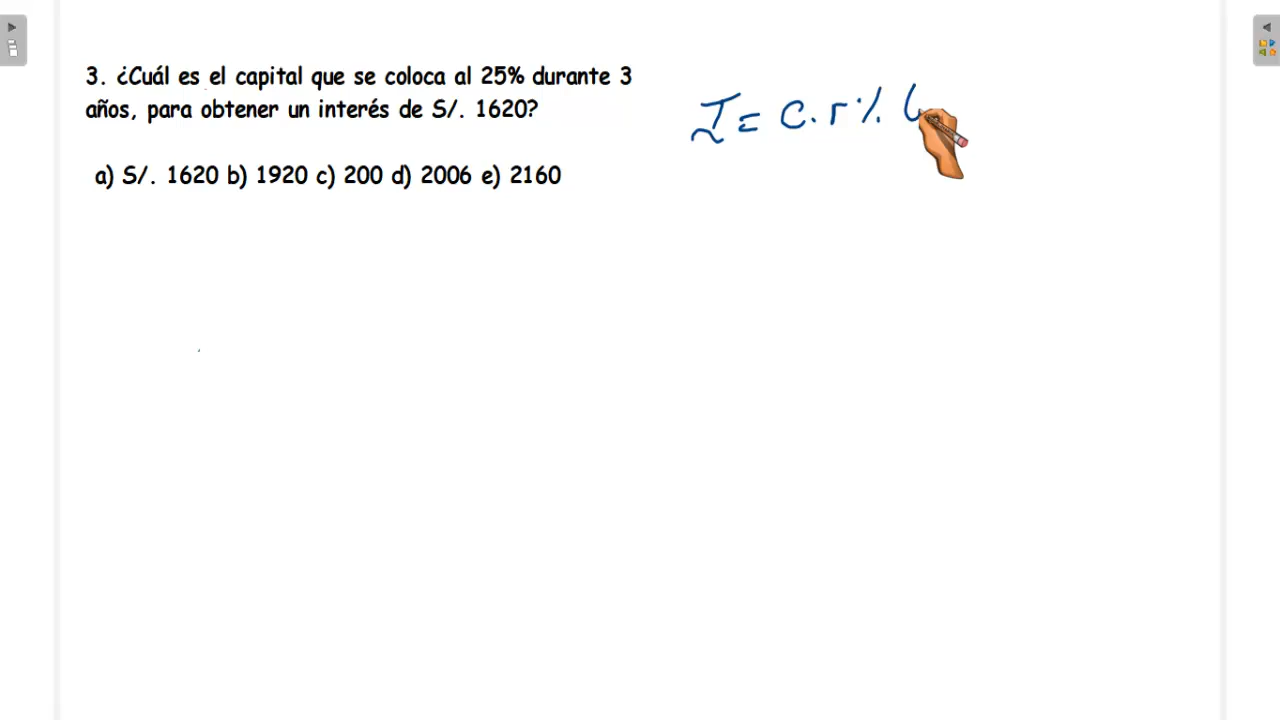 3. ¿Cuál es el capital que se coloca al 25% durante 3
años, para obtener un interés de S/. 1620?
I = C. r%.
a) S/. 1620 b) 1920 c) 200 d) 2006 e) 2160